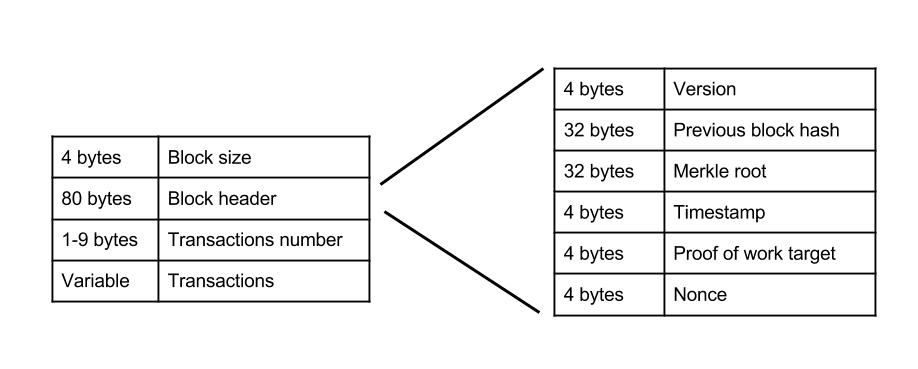 4 bytes Block size
80 bytes Block header
1-9 bytes Transactions number
Variable Transactions
4 bytes Version
32 bytes Previous block hash
32 bytes Merkle root
4 bytes Timestamp
4 bytes Proof of work target
4 bytes Nonce